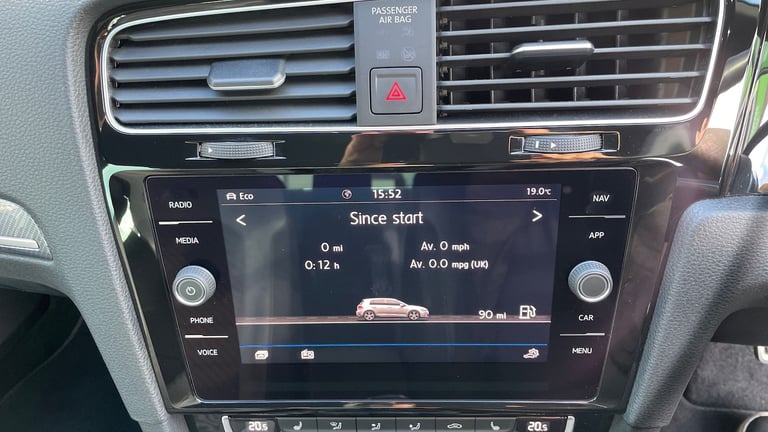 PASSENGER
AIR BAG
RADIO
MEDIA
PHONE
VOICE
Eco
15:52
19.0°C
<
Since start
>
0 mi
Av. 0 mph
0:12 h
Av. 0.0 mpg (UK)
90 mi
NAV
APP
CAR
MENU
20.5
20.5